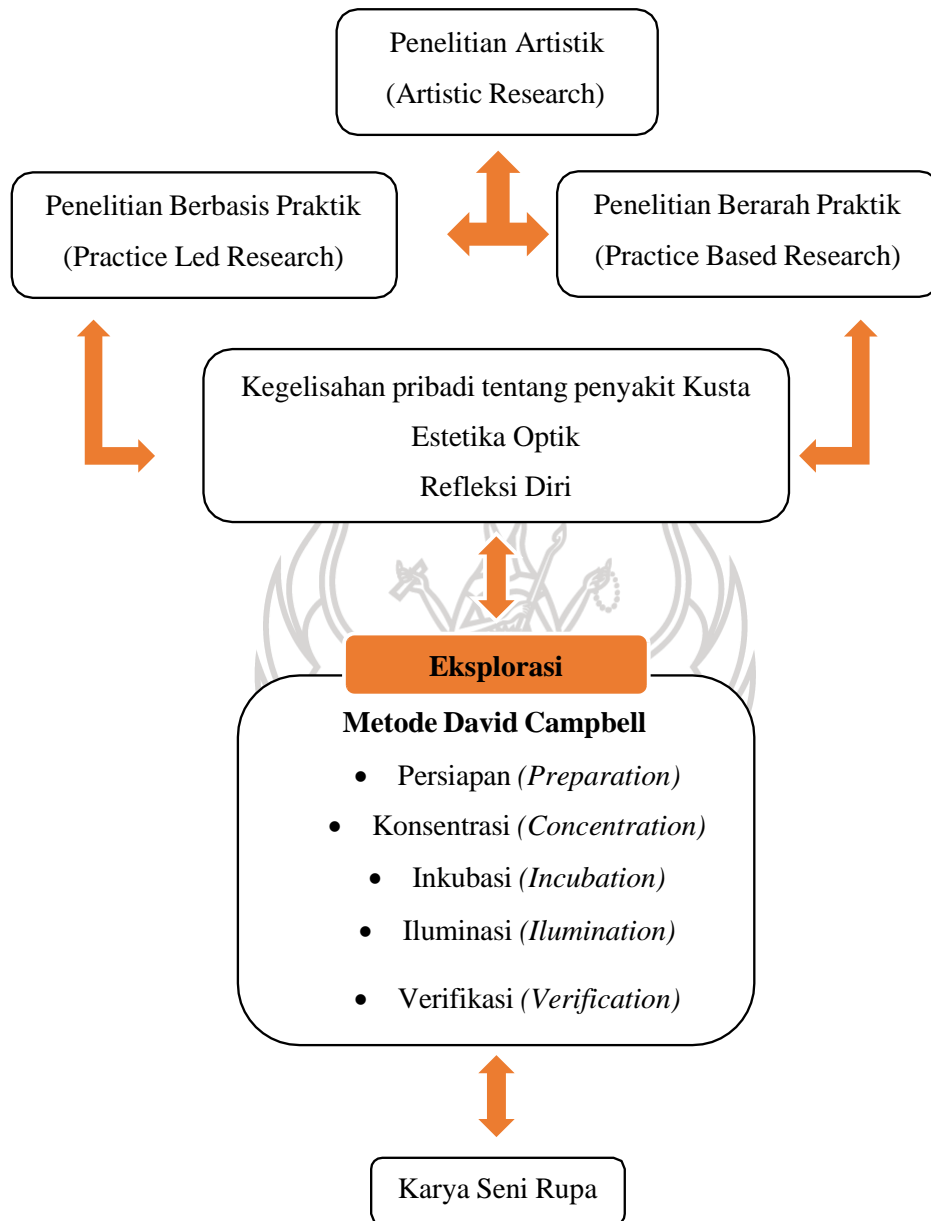 Penelitian Artistik
(Artistic Research)
Penelitian Berbasis Praktik
(Practice Led Research)
Penelitian Berarah Praktik
(Practice Based Research)
Kegelisahan pribadi tentang penyakit Kusta
Estetika Optik
Refleksi Diri
Eksplorasi
Metode David Campbell
• Persiapan (Preparation)
• Konsentrasi (Concentration)
• Inkubasi (Incubation)
• Iluminasi (Ilumination)
• Verifikasi (Verification)
Karya Seni Rupa